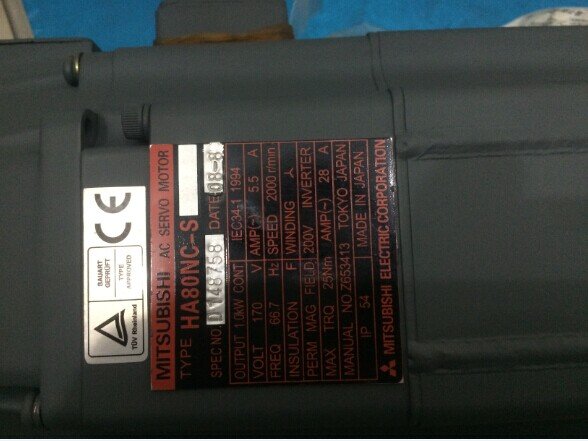 MITSUBISHI AC SERVO MOTOR
TYPE HA80NC-S
SPEC NO. D148758 DATE 08-8
OUTPUT 1.0KW CONT IEC34-1 1994
VOLT 170 V AMP(~) 5.5 A
FREQ 66.7 Hz SPEED 2000 r/min
INSULATION F WINDING
PERM MAG FIELD 200V INVERTER
MAX TRQ 25Nm AMP(~) 28 A
MANUAL NO. Z653413 TOKYO JAPAN
IP 54 MADE IN JAPAN
MITSUBISHI ELECTRIC CORPORATION
CE
BAUART GEPRÜFT
TYPE APPROVED
TÜV Rheinland